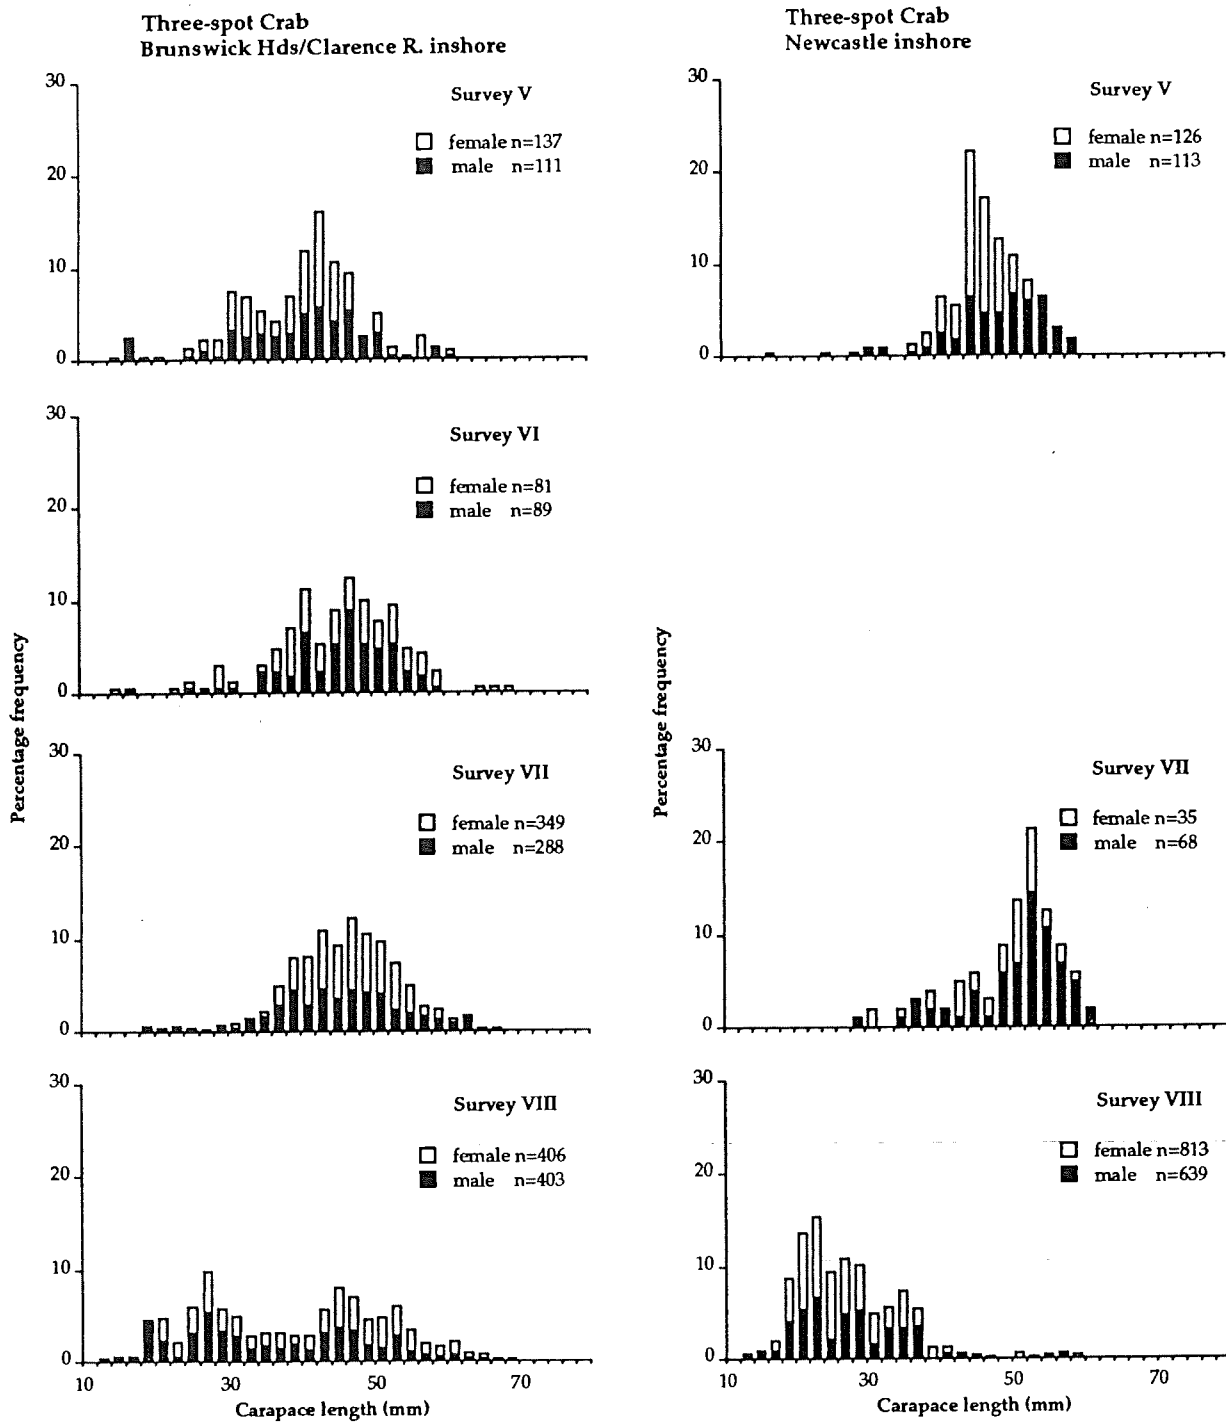 Three-spot Crab
Brunswick Hds/Clarence R. inshore
30
20
10
0
Survey V
female n=137
male n=111
30
20
10
0
Survey VI
female n=81
male n=89
30
20
10
0
Survey VII
female n=349
male n=288
30
20
10
0
Survey VIII
female n=406
male n=403
10 30 50 70
Carapace length (mm)
Percentage frequency
Three-spot Crab
Newcastle inshore
30
20
10
0
Survey V
female n=126
male n=113
30
20
10
0
Survey VII
female n=35
male n=68
30
20
10
0
Survey VIII
female n=813
male n=639
10 30 50 70
Carapace length (mm)
Percentage frequency